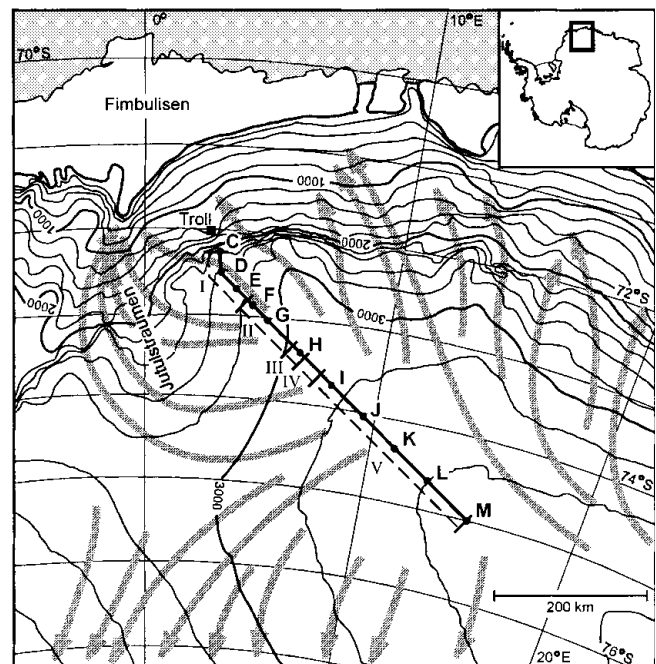 0°
10°E
70°S
Fimbulisen
1000
Troll
1000
2000
C
D
I
E
F
72°S
3000
2000
II
G
Jutulstraumen
H
III
IV
I
J
K
74°S
V
L
3000
M
200 km
20°E
76°S